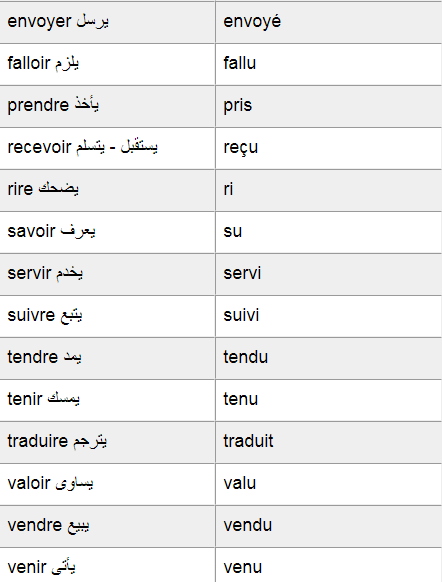 envoyer يرسل envoyé
falloir يلزم fallu
prendre يأخذ pris
recevoir يستقبل - يتسلم reçu
rire يضحك ri
savoir يعرف su
servir يخدم servi
suivre يتبع suivi
tendre يمد tendu
tenir يمسك tenu
traduire يترجم traduit
valoir يساوى valu
vendre يبيع vendu
venir يأتى venu